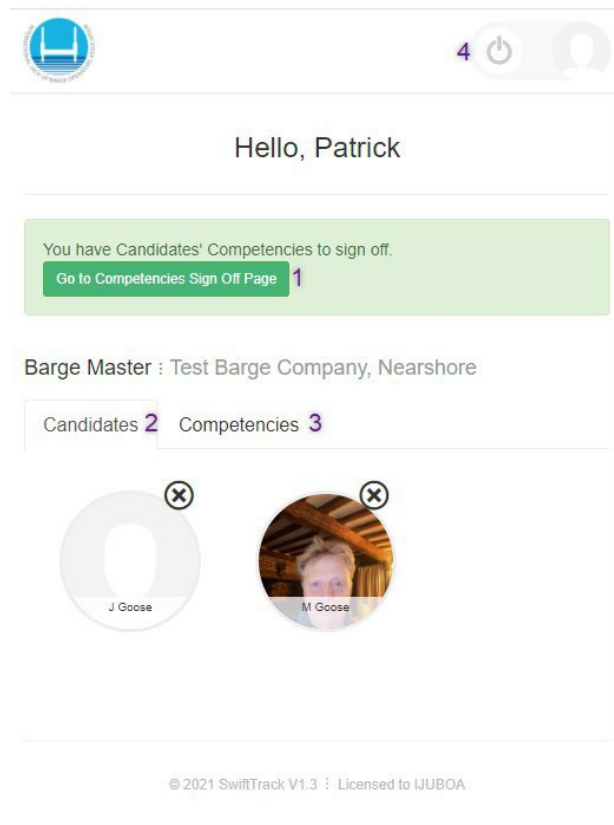 4
Hello, Patrick
You have Candidates' Competencies to sign off.
Go to Competencies Sign Off Page 1
Barge Master ⋮ Test Barge Company, Nearshore
Candidates 2 Competencies 3
J Goose M Goose
© 2021 SwiftTrack V1.3 ⋮ Licensed to IJUBOA